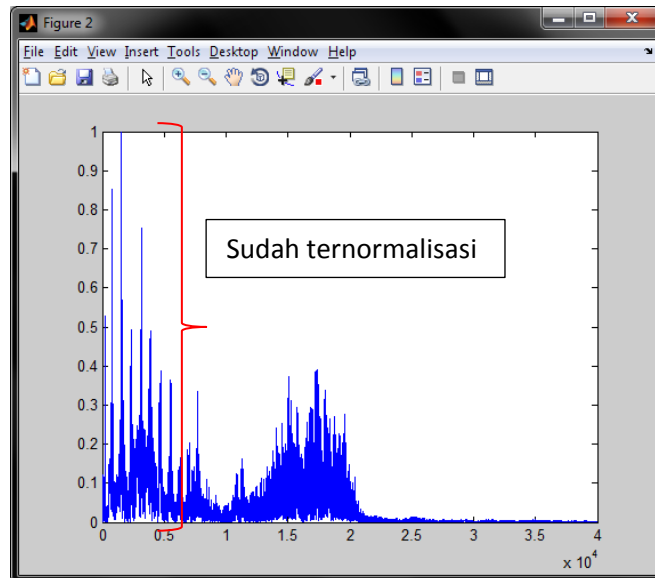 Figure 2
File Edit View Insert Tools Desktop Window Help
1
0.9
0.8
0.7
0.6
0.5
0.4
0.3
0.2
0.1
0
Sudah ternormalisasi
0 0.5 1 1.5 2 2.5 3 3.5 4
x 10^4